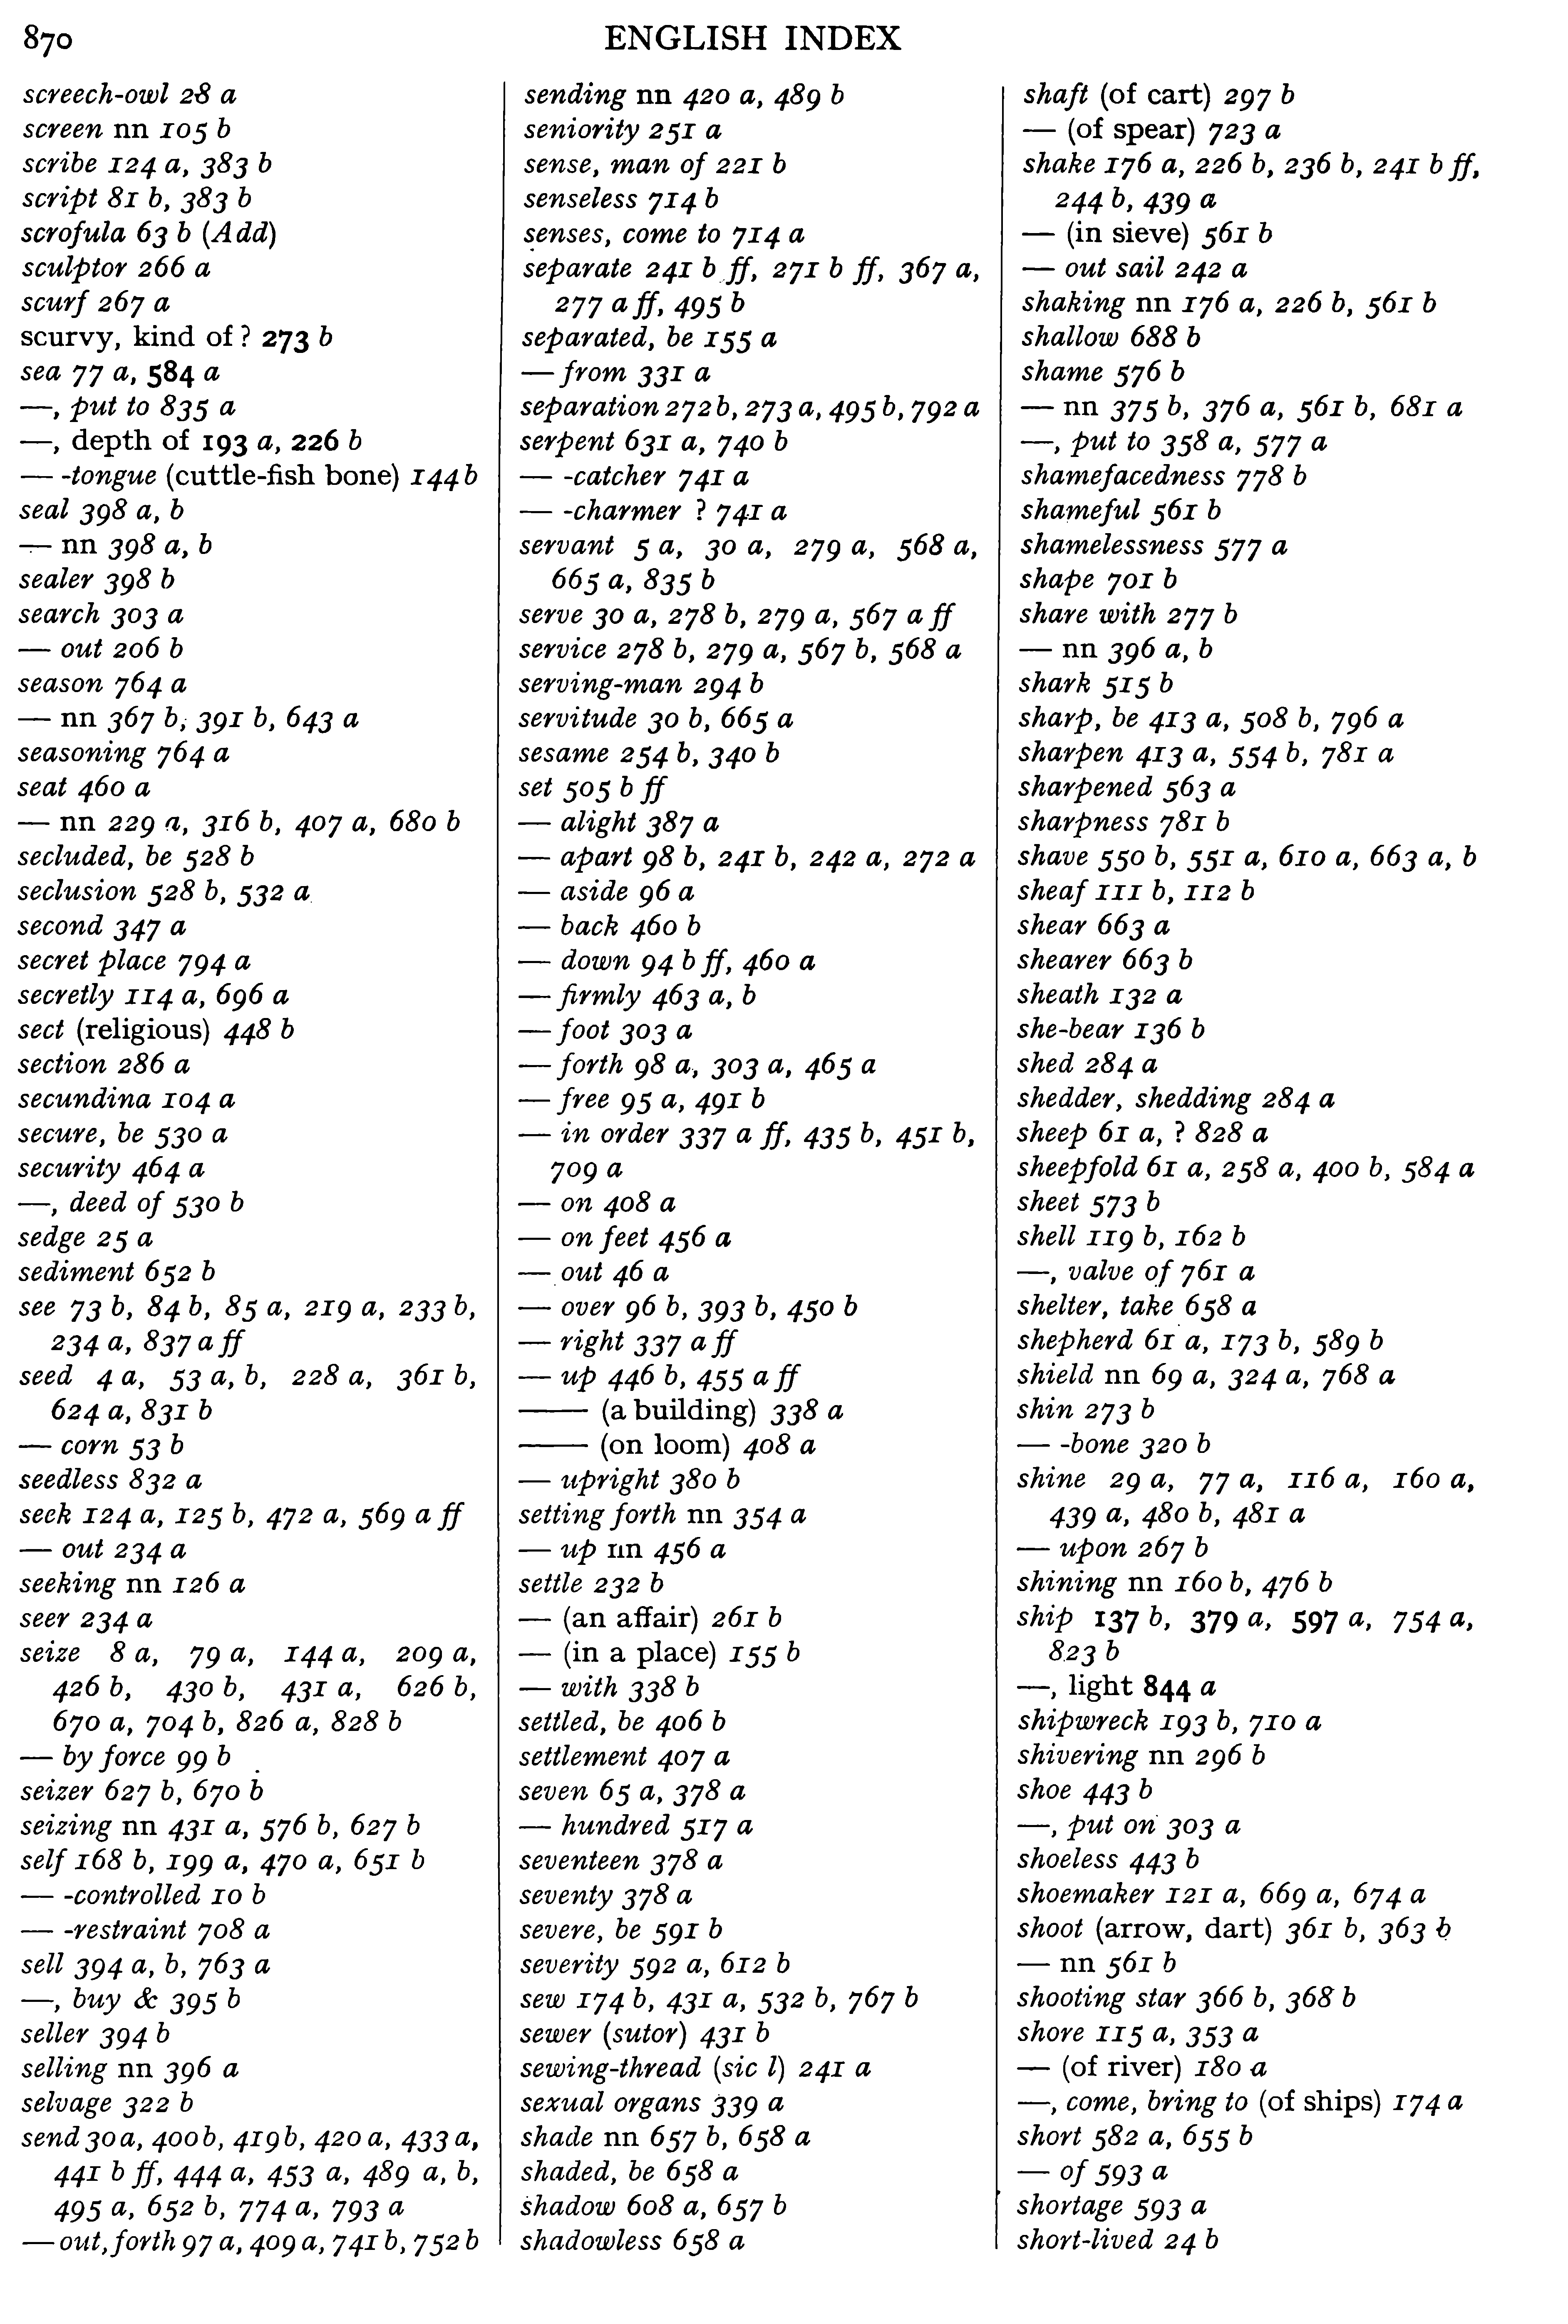 870
ENGLISH INDEX
screech-owl 28 a
screen nn 105 b
scribe 124 a, 383 b
script 81 b, 383 b
scrofula 63 b (Add)
sculptor 266 a
scurf 267 a
scurvy, kind of ? 273 b
sea 77 a, 584 a
—, put to 835 a
—, depth of 193 a, 226 b
— -tongue (cuttle-fish bone) 144 b
seal 398 a, b
— nn 398 a, b
sealer 398 b
search 303 a
— out 206 b
season 764 a
— nn 367 b, 391 b, 643 a
seasoning 764 a
seat 460 a
— nn 229 a, 316 b, 407 a, 680 b
secluded, be 528 b
seclusion 528 b, 532 a
second 347 a
secret place 794 a
secretly 114 a, 696 a
sect (religious) 448 b
section 286 a
secundina 104 a
secure, be 530 a
security 464 a
—, deed of 530 b
sedge 25 a
sediment 652 b
see 73 b, 84 b, 85 a, 219 a, 233 b,
234 a, 837 a ff
seed 4 a, 53 a, b, 228 a, 361 b,
624 a, 831 b
— corn 53 b
seedless 832 a
seek 124 a, 125 b, 472 a, 569 a ff
— out 234 a
seeking nn 126 a
seer 234 a
seize 8 a, 79 a, 144 a, 209 a,
426 b, 430 b, 431 a, 626 b,
670 a, 704 b, 826 a, 828 b
— by force 99 b
seizer 627 b, 670 b
seizing nn 431 a, 576 b, 627 b
self 168 b, 199 a, 470 a, 651 b
— -controlled 10 b
— -restraint 708 a
sell 394 a, b, 763 a
—, buy & 395 b
seller 394 b
selling nn 396 a
selvage 322 b
send 30 a, 400 b, 419 b, 420 a, 433 a,
441 b ff, 444 a, 453 a, 489 a, b,
495 a, 652 b, 774 a, 793 a
— out, forth 97 a, 409 a, 741 b, 752 b
sending nn 420 a, 489 b
seniority 251 a
sense, man of 221 b
senseless 714 b
senses, come to 714 a
separate 241 b ff, 271 b ff, 367 a,
277 a ff, 495 b
separated, be 155 a
— from 331 a
separation 272 b, 273 a, 495 b, 792 a
serpent 631 a, 740 b
— -catcher 741 a
— -charmer ? 741 a
servant 5 a, 30 a, 279 a, 568 a,
665 a, 835 b
serve 30 a, 278 b, 279 a, 567 a ff
service 278 b, 279 a, 567 b, 568 a
serving-man 294 b
servitude 30 b, 665 a
sesame 254 b, 340 b
set 505 b ff
— alight 387 a
— apart 98 b, 241 b, 242 a, 272 a
— aside 96 a
— back 460 b
— down 94 b ff, 460 a
— firmly 463 a, b
— foot 303 a
— forth 98 a, 303 a, 465 a
— free 95 a, 491 b
— in order 337 a ff, 435 b, 451 b,
709 a
— on 408 a
— on feet 456 a
— out 46 a
— over 96 b, 393 b, 450 b
— right 337 a ff
— up 446 b, 455 a ff
—— (a building) 338 a
—— (on loom) 408 a
— upright 380 b
setting forth nn 354 a
— up nn 456 a
settle 232 b
— (an affair) 261 b
— (in a place) 155 b
— with 338 b
settled, be 406 b
settlement 407 a
seven 65 a, 378 a
— hundred 517 a
seventeen 378 a
seventy 378 a
severe, be 591 b
severity 592 a, 612 b
sew 174 b, 431 a, 532 b, 767 b
sewer (sutor) 431 b
sewing-thread (sic l) 241 a
sexual organs 339 a
shade nn 657 b, 658 a
shaded, be 658 a
shadow 608 a, 657 b
shadowless 658 a
shaft (of cart) 297 b
— (of spear) 723 a
shake 176 a, 226 b, 236 b, 241 b ff,
244 b, 439 a
— (in sieve) 561 b
— out sail 242 a
shaking nn 176 a, 226 b, 561 b
shallow 688 b
shame 576 b
— nn 375 b, 376 a, 561 b, 681 a
—, put to 358 a, 577 a
shamefacedness 778 b
shameful 561 b
shamelessness 577 a
shape 701 b
share with 277 b
— nn 396 a, b
shark 515 b
sharp, be 413 a, 508 b, 796 a
sharpen 413 a, 554 b, 781 a
sharpened 563 a
sharpness 781 b
shave 550 b, 551 a, 610 a, 663 a, b
sheaf 111 b, 112 b
shear 663 a
shearer 663 b
sheath 132 a
she-bear 136 b
shed 284 a
shedder, shedding 284 a
sheep 61 a, ? 828 a
sheepfold 61 a, 258 a, 400 b, 584 a
sheet 573 b
shell 119 b, 162 b
—, value of 761 a
shelter, take 658 a
shepherd 61 a, 173 b, 589 b
shield nn 69 a, 324 a, 768 a
shin 273 b
— -bone 320 b
shine 29 a, 77 a, 116 a, 160 a,
439 a, 480 b, 481 a
— upon 267 b
shining nn 160 b, 476 b
ship 137 b, 379 a, 597 a, 754 a,
823 b
—, light 844 a
shipwreck 193 b, 710 a
shivering nn 296 b
shoe 443 b
—, put on 303 a
shoeless 443 b
shoemaker 121 a, 669 a, 674 a
shoot (arrow, dart) 361 b, 363 b
— nn 561 b
shooting star 366 b, 368 b
shore 115 a, 353 a
— (of river) 180 a
—, come, bring to (of ships) 174 a
short 582 a, 655 b
— of 593 a
shortage 593 a
short-lived 24 b